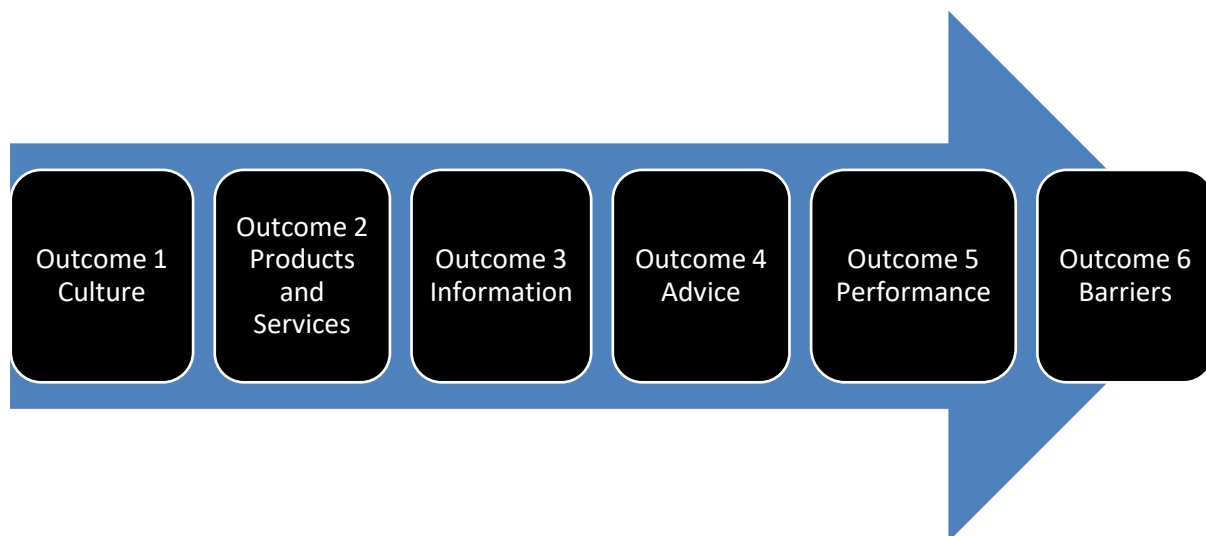 Outcome 1
Culture
Outcome 2
Products
and
Services
Outcome 3
Information
Outcome 4
Advice
Outcome 5
Performance
Outcome 6
Barriers